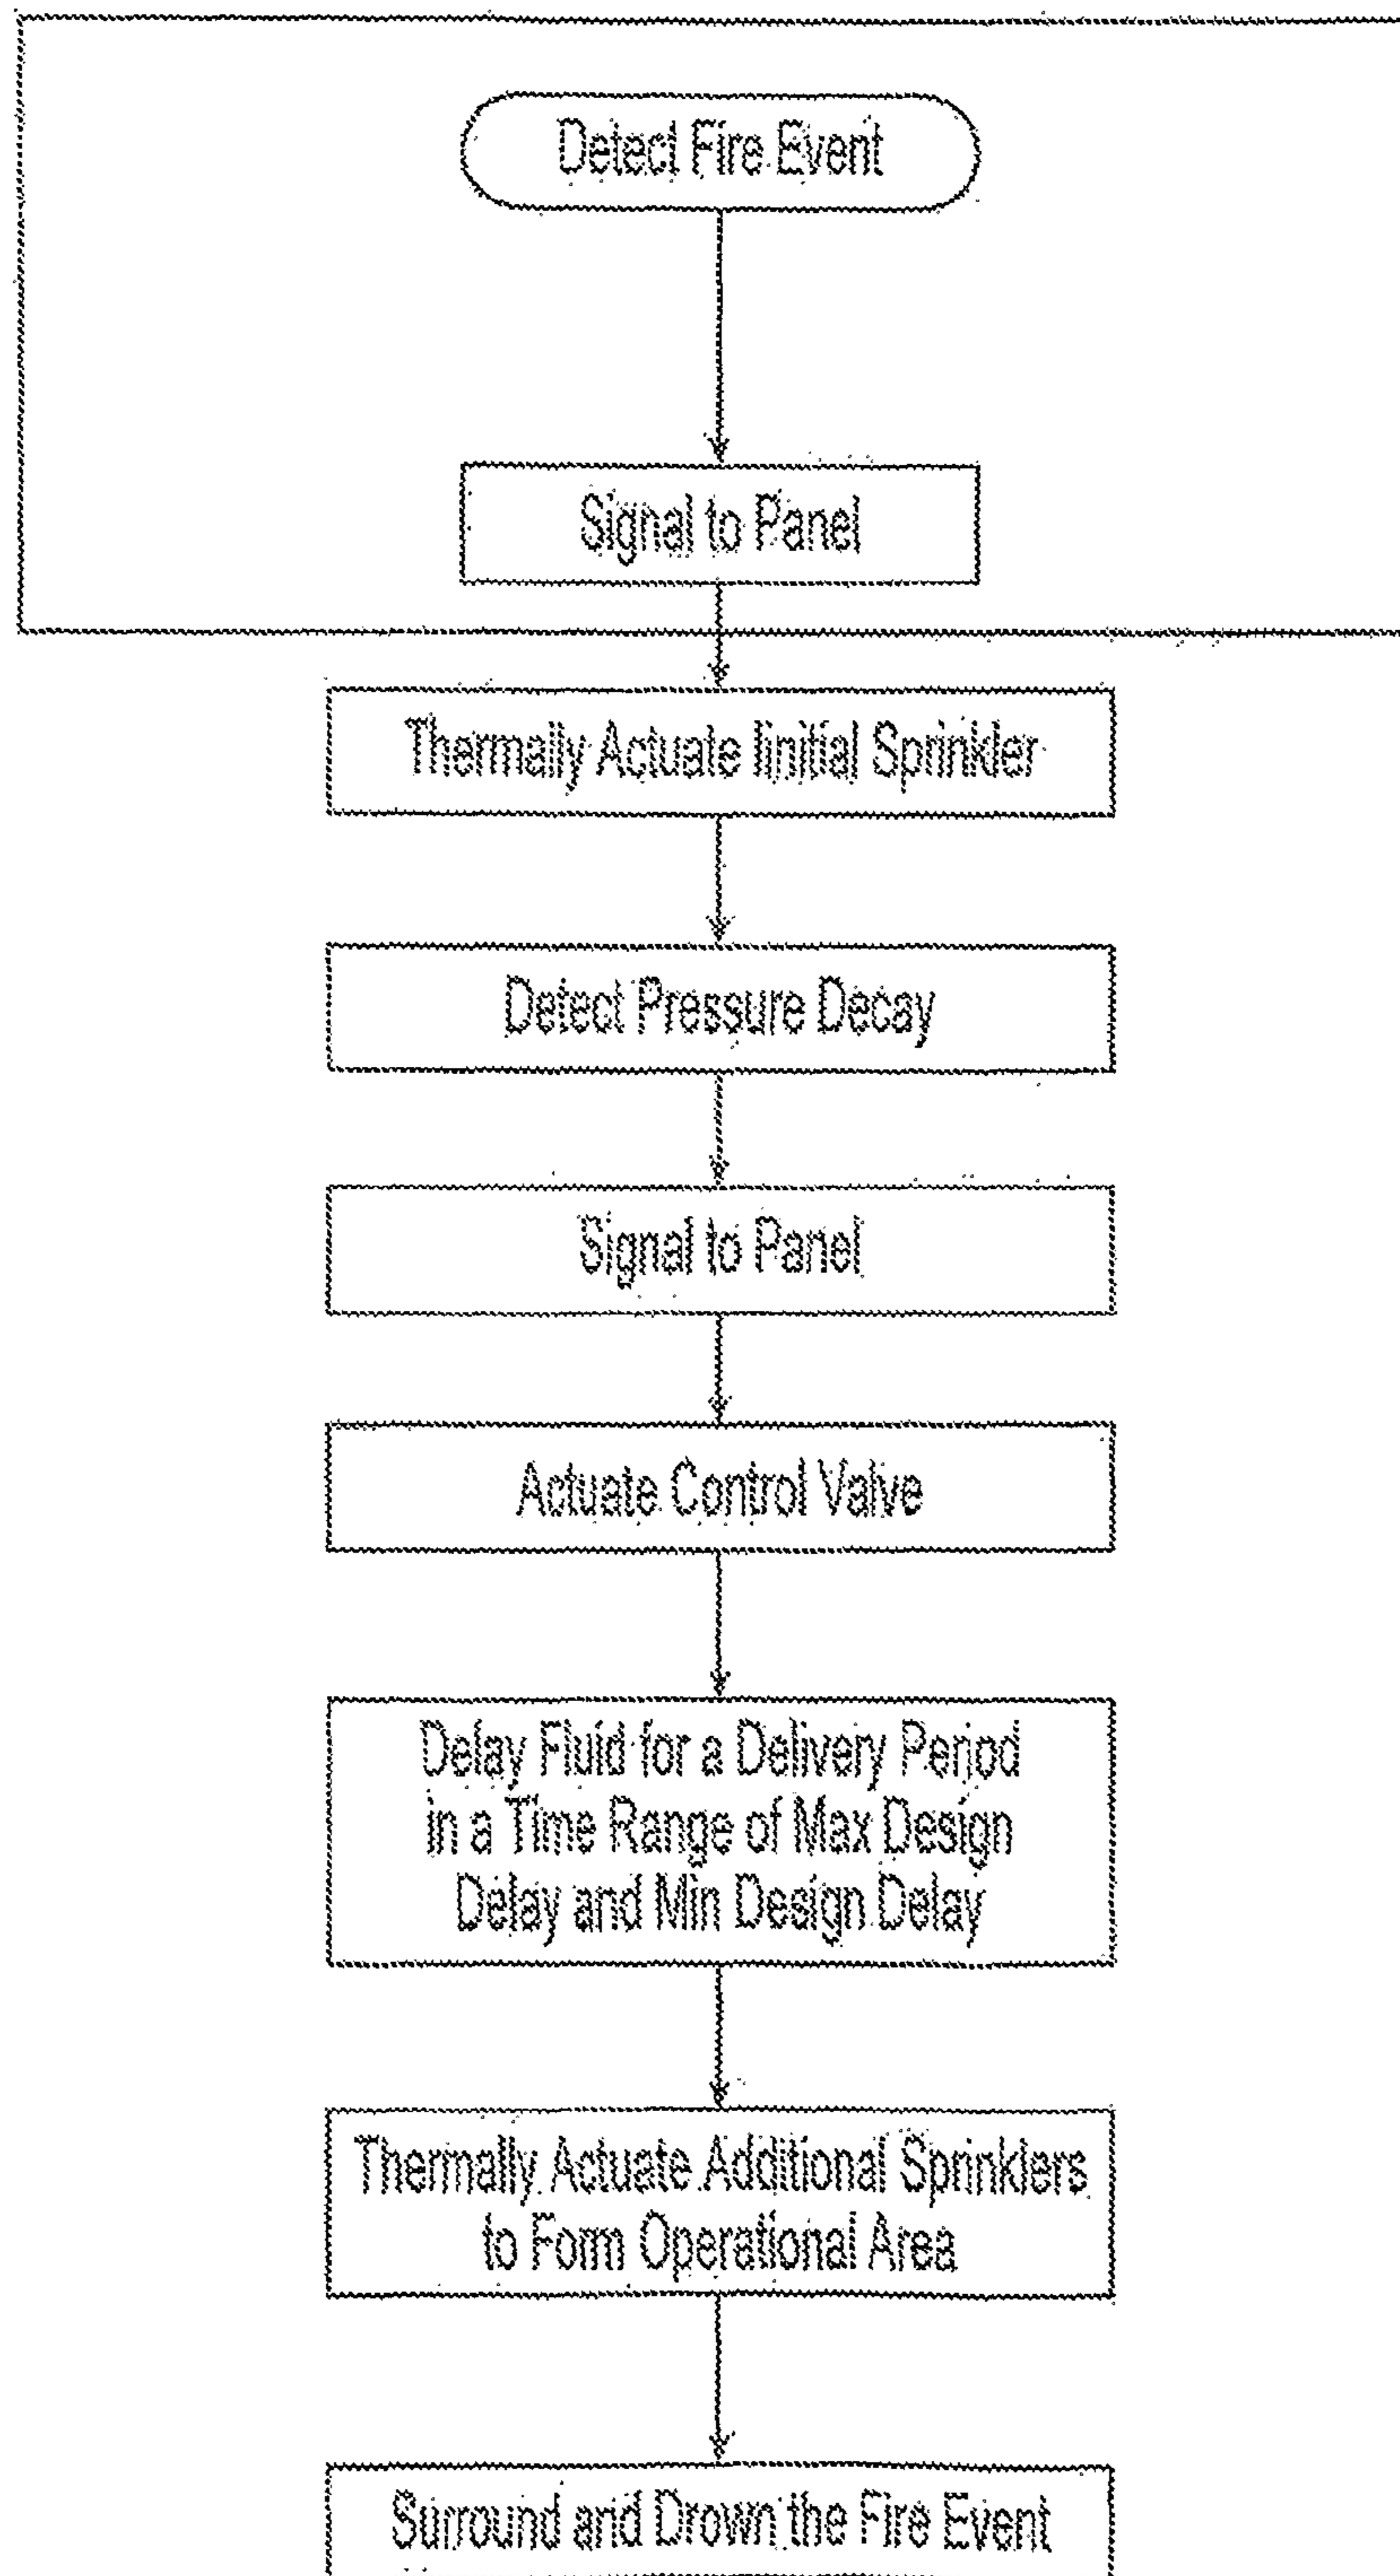 Detect Fire Event
Signal to Panel
Thermally Actuate Iinitial Sprinkler
Detect Pressure Decay
Signal to Panel
Actuate Control Valve
Delay Fluid for a Delivery Period
in a Time Range of Max Design
Delay and Min Design Delay
Thermally Actuate Additional Sprinklers
to Form Operational Area
Surround and Drown the Fire Event